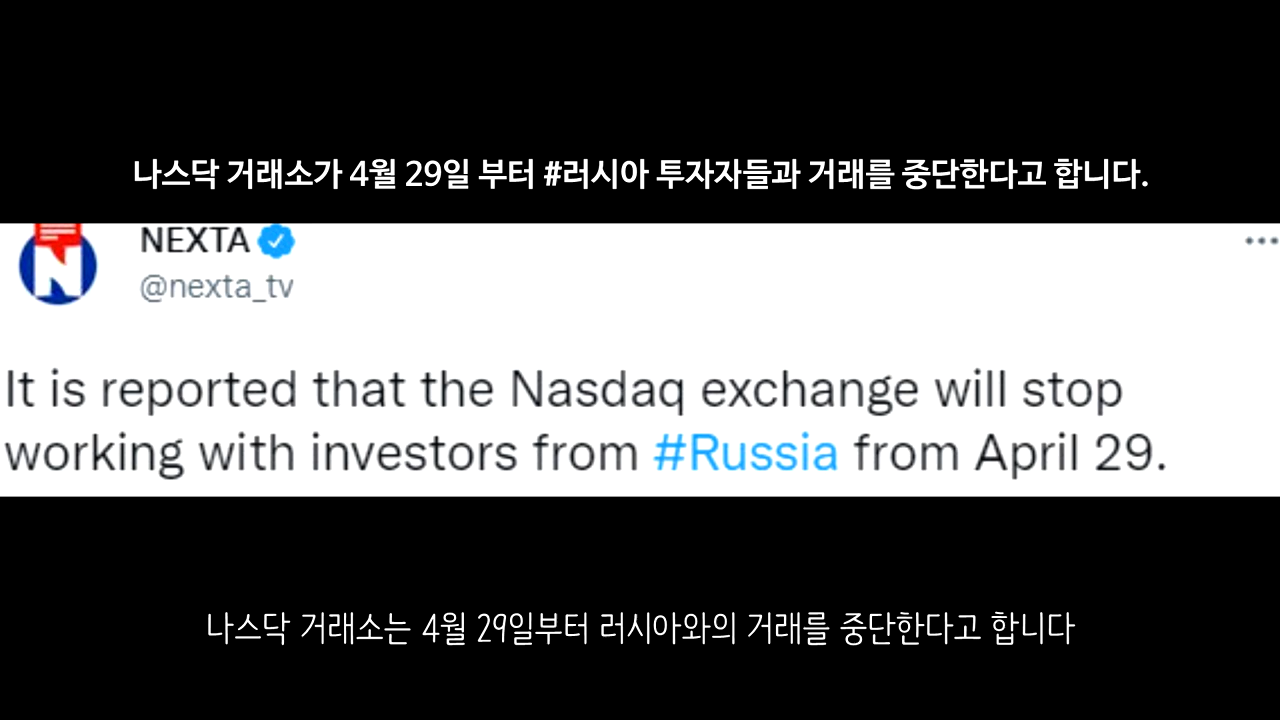 나스닥 거래소가 4월 29일 부터 #러시아 투자자들과 거래를 중단한다고 합니다.
NEXTA
@nexta_tv
It is reported that the Nasdaq exchange will stop
working with investors from #Russia from April 29.
나스닥 거래소는 4월 29일부터 러시아와의 거래를 중단한다고 합니다